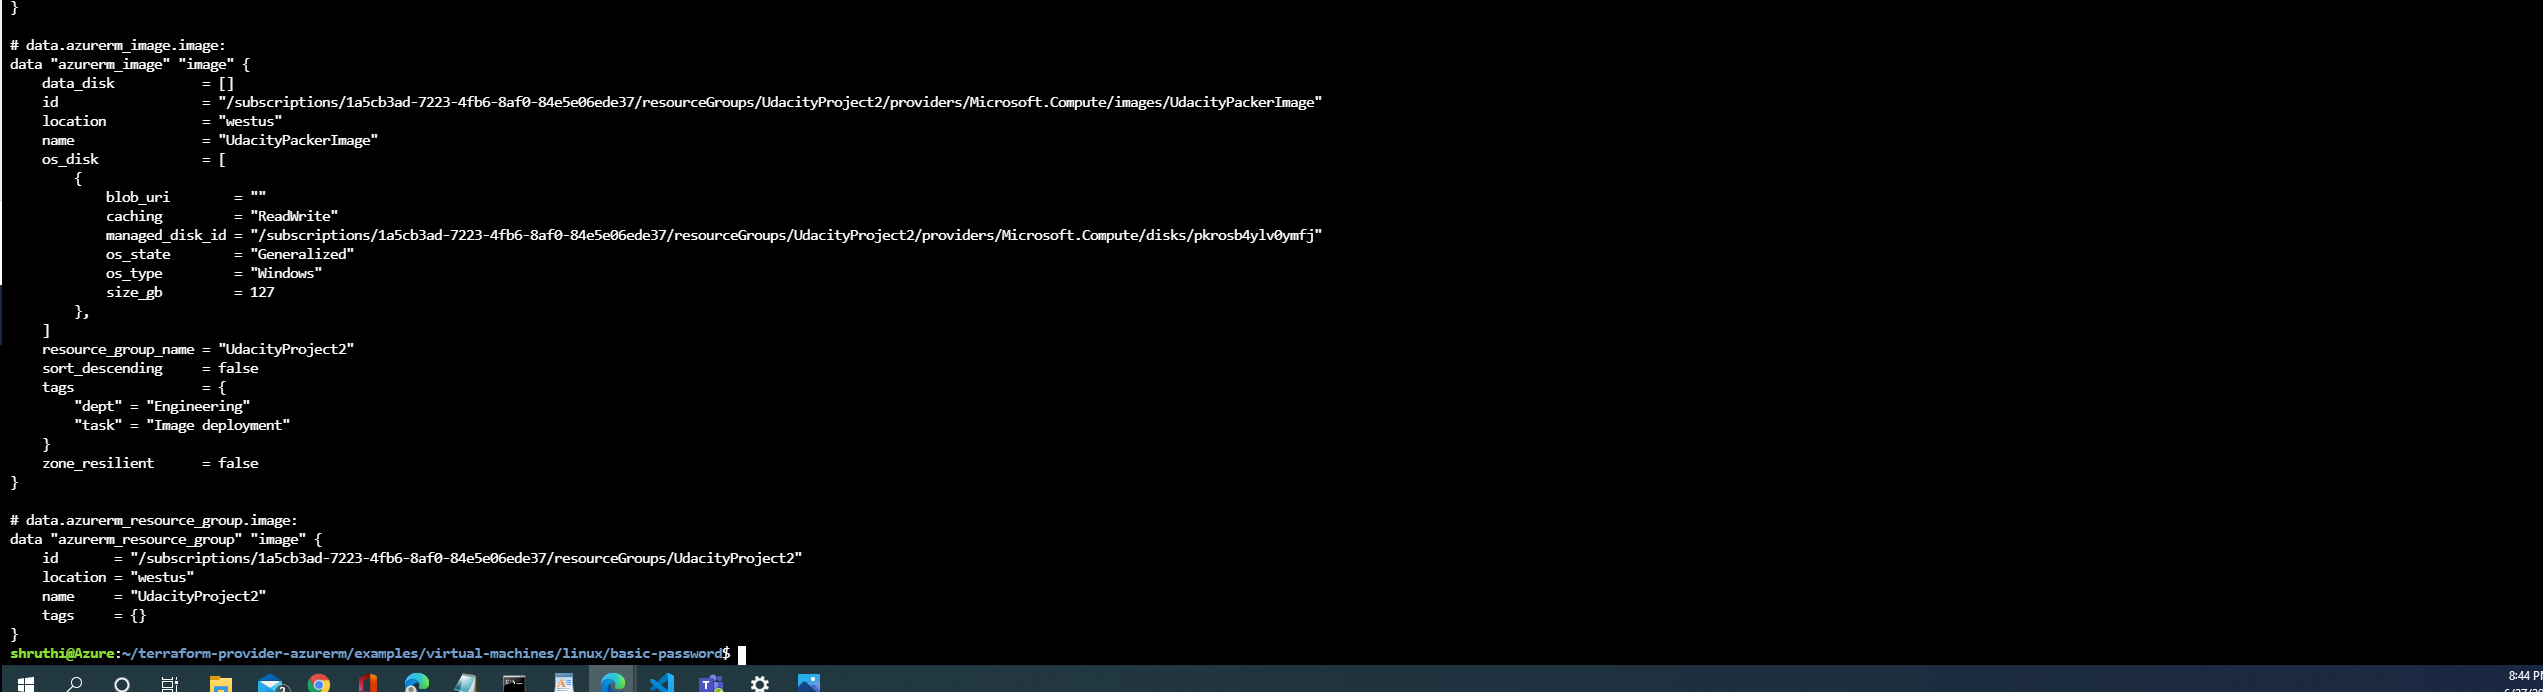 }

# data.azurerm_image.image:
data "azurerm_image" "image" {
    data_disk           = []
    id                  = "/subscriptions/1a5cb3ad-7223-4fb6-8af0-84e5e06ede37/resourceGroups/UdacityProject2/providers/Microsoft.Compute/images/UdacityPackerImage"
    location            = "westus"
    name                = "UdacityPackerImage"
    os_disk             = [
        {
            blob_uri        = ""
            caching         = "ReadWrite"
            managed_disk_id = "/subscriptions/1a5cb3ad-7223-4fb6-8af0-84e5e06ede37/resourceGroups/UdacityProject2/providers/Microsoft.Compute/disks/pkrosb4ylv0ymfj"
            os_state        = "Generalized"
            os_type         = "Windows"
            size_gb         = 127
        },
    ]
    resource_group_name = "UdacityProject2"
    sort_descending     = false
    tags                = {
        "dept" = "Engineering"
        "task" = "Image deployment"
    }
    zone_resilient      = false
}

# data.azurerm_resource_group.image:
data "azurerm_resource_group" "image" {
    id       = "/subscriptions/1a5cb3ad-7223-4fb6-8af0-84e5e06ede37/resourceGroups/UdacityProject2"
    location = "westus"
    name     = "UdacityProject2"
    tags     = {}
}
shruthi@Azure:~/terraform-provider-azurerm/examples/virtual-machines/linux/basic-password$
8:44 P